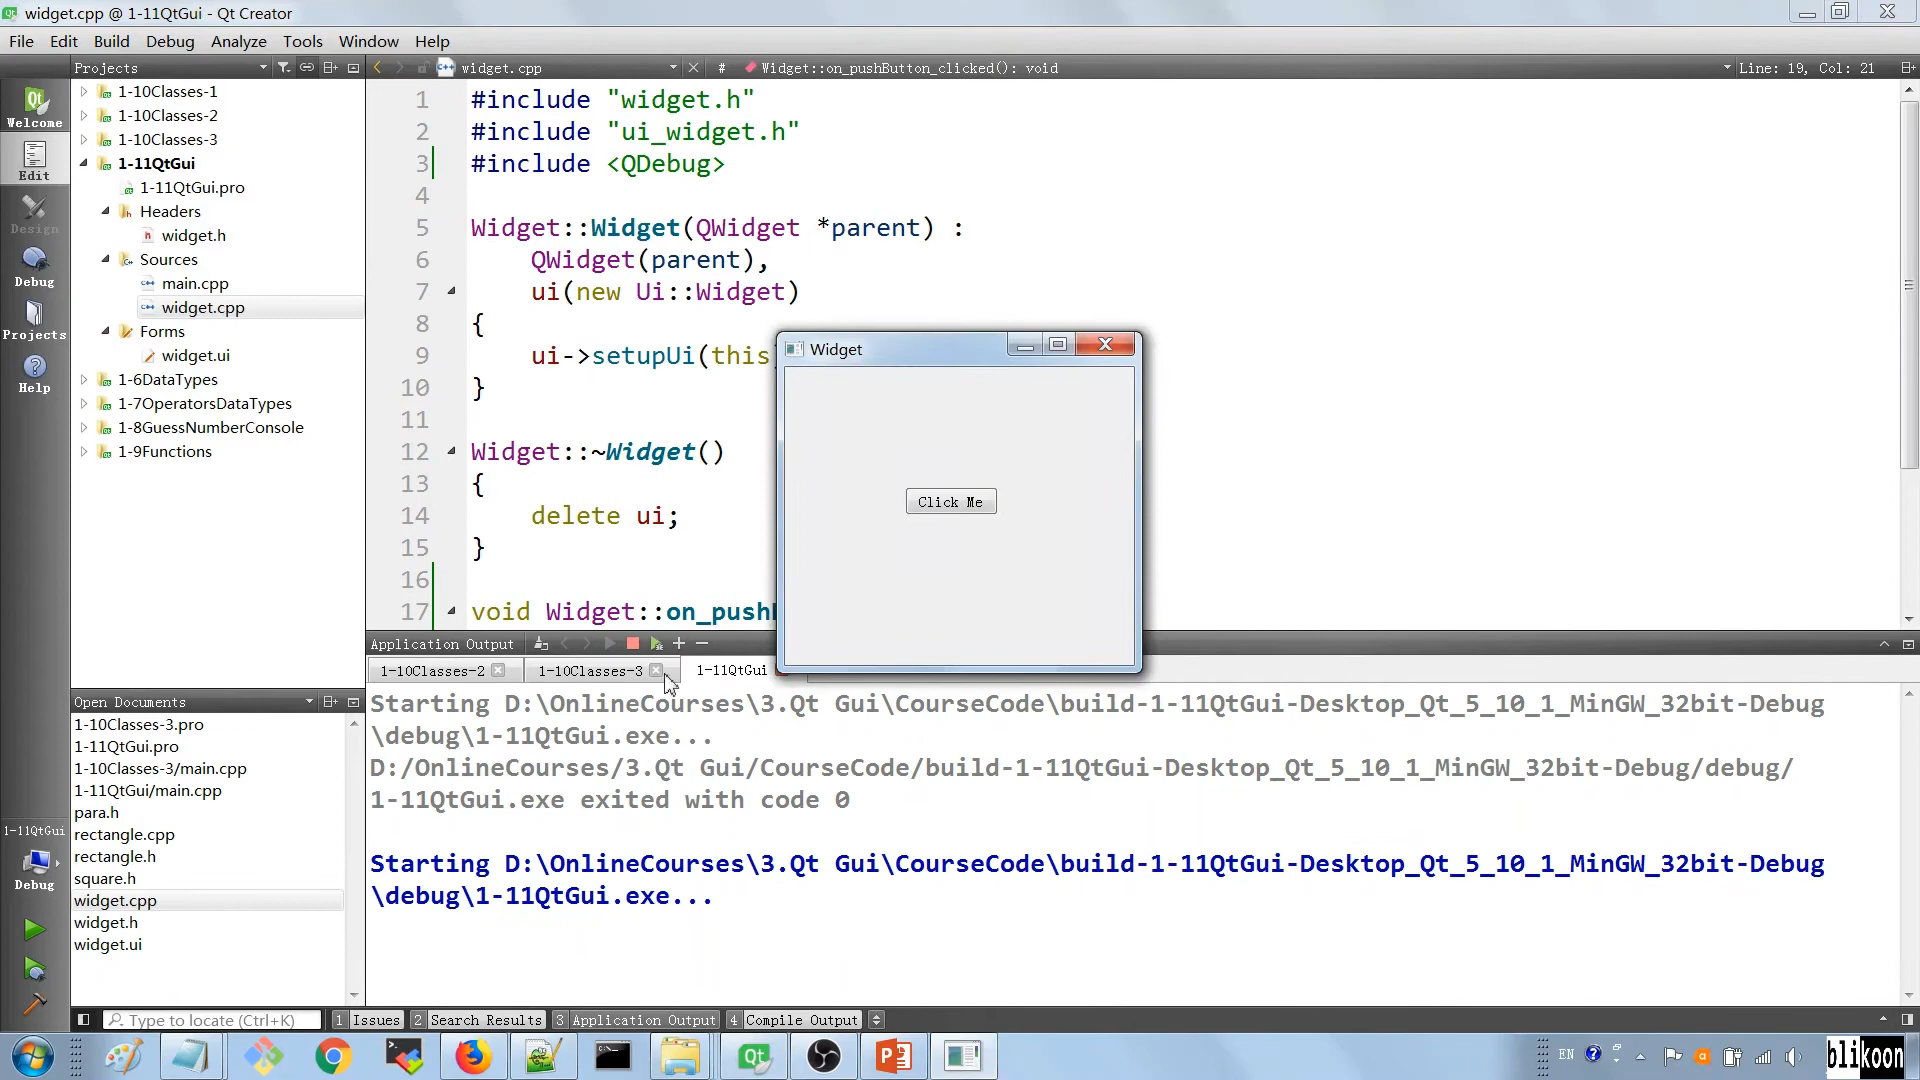 widget.cpp @ 1-11QtGui - Qt Creator
File Edit Build Debug Analyze Tools Window Help
Projects
widget.cpp # Widget::on_pushButton_clicked(): void Line: 19, Col: 21
Welcome
Edit
Design
Debug
Projects
Help
1-10Classes-1
1-10Classes-2
1-10Classes-3
1-11QtGui
1-11QtGui.pro
Headers
widget.h
Sources
main.cpp
widget.cpp
Forms
widget.ui
1-6DataTypes
1-7OperatorsDataTypes
1-8GuessNumberConsole
1-9Functions
1 #include "widget.h"
2 #include "ui_widget.h"
3 #include <QDebug>
4
5 Widget::Widget(QWidget *parent) :
6 QWidget(parent),
7 ui(new Ui::Widget)
8 {
9 ui->setupUi(this)
10 }
11
12 Widget::~Widget()
13 {
14 delete ui;
15 }
16
17 void Widget::on_push
Widget
Click Me
Application Output
1-10Classes-2 1-10Classes-3 1-11QtGui
Starting D:\OnlineCourses\3.Qt Gui\CourseCode\build-1-11QtGui-Desktop_Qt_5_10_1_MinGW_32bit-Debug
\debug\1-11QtGui.exe...
D:/OnlineCourses/3.Qt Gui/CourseCode/build-1-11QtGui-Desktop_Qt_5_10_1_MinGW_32bit-Debug/debug/
1-11QtGui.exe exited with code 0
Starting D:\OnlineCourses\3.Qt Gui\CourseCode\build-1-11QtGui-Desktop_Qt_5_10_1_MinGW_32bit-Debug
\debug\1-11QtGui.exe...
Open Documents
1-10Classes-3.pro
1-11QtGui.pro
1-10Classes-3/main.cpp
1-11QtGui/main.cpp
para.h
rectangle.cpp
rectangle.h
square.h
widget.cpp
widget.h
widget.ui
1-11QtGui
Debug
Type to locate (Ctrl+K) 1 Issues 2 Search Results 3 Application Output 4 Compile Output
EN
blikoon